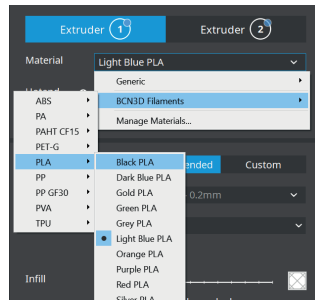 Extruder 1
Extruder 2
Material
Light Blue PLA
Generic
BCN3D Filaments
Manage Materials...
ABS
PA
PAHT CF15
PET-G
PLA
PP
PP GF30
PVA
TPU
Black PLA
Dark Blue PLA
Gold PLA
Green PLA
Grey PLA
Light Blue PLA
Orange PLA
Purple PLA
Red PLA
Silver PLA
Custom
0.2mm
Infill